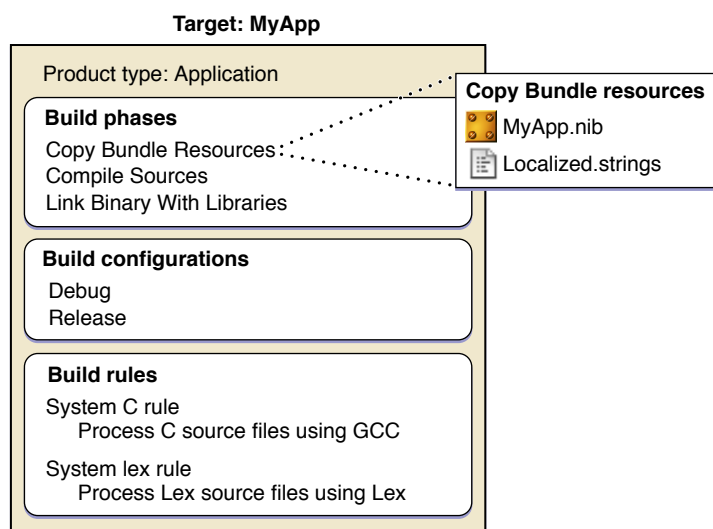 Target: MyApp
Product type: Application
Build phases
Copy Bundle Resources
Compile Sources
Link Binary With Libraries
Copy Bundle resources
MyApp.nib
Localized.strings
Build configurations
Debug
Release
Build rules
System C rule
Process C source files using GCC
System lex rule
Process Lex source files using Lex